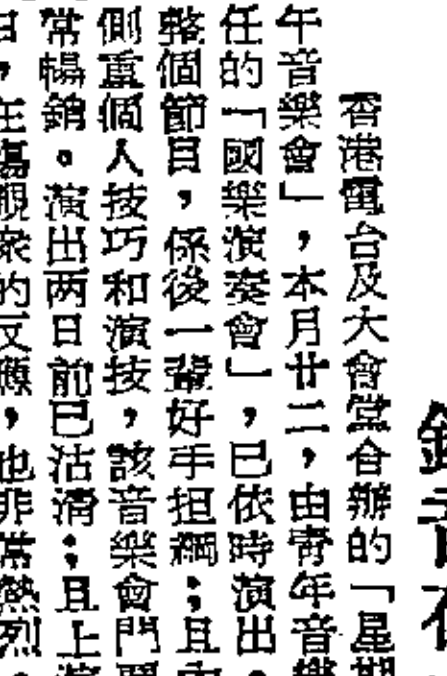 香港電台及大會堂合辦的「星期
午音樂會」，本月廿二，由青年音樂
任的「國樂演奏會」，已依時演出。
整個節目，係後一輩好手担綱；且
側重個人技巧和演技，該音樂會門
常暢銷。演出两日前已沽清；且上
，在場觀衆的反應，也非常熱烈